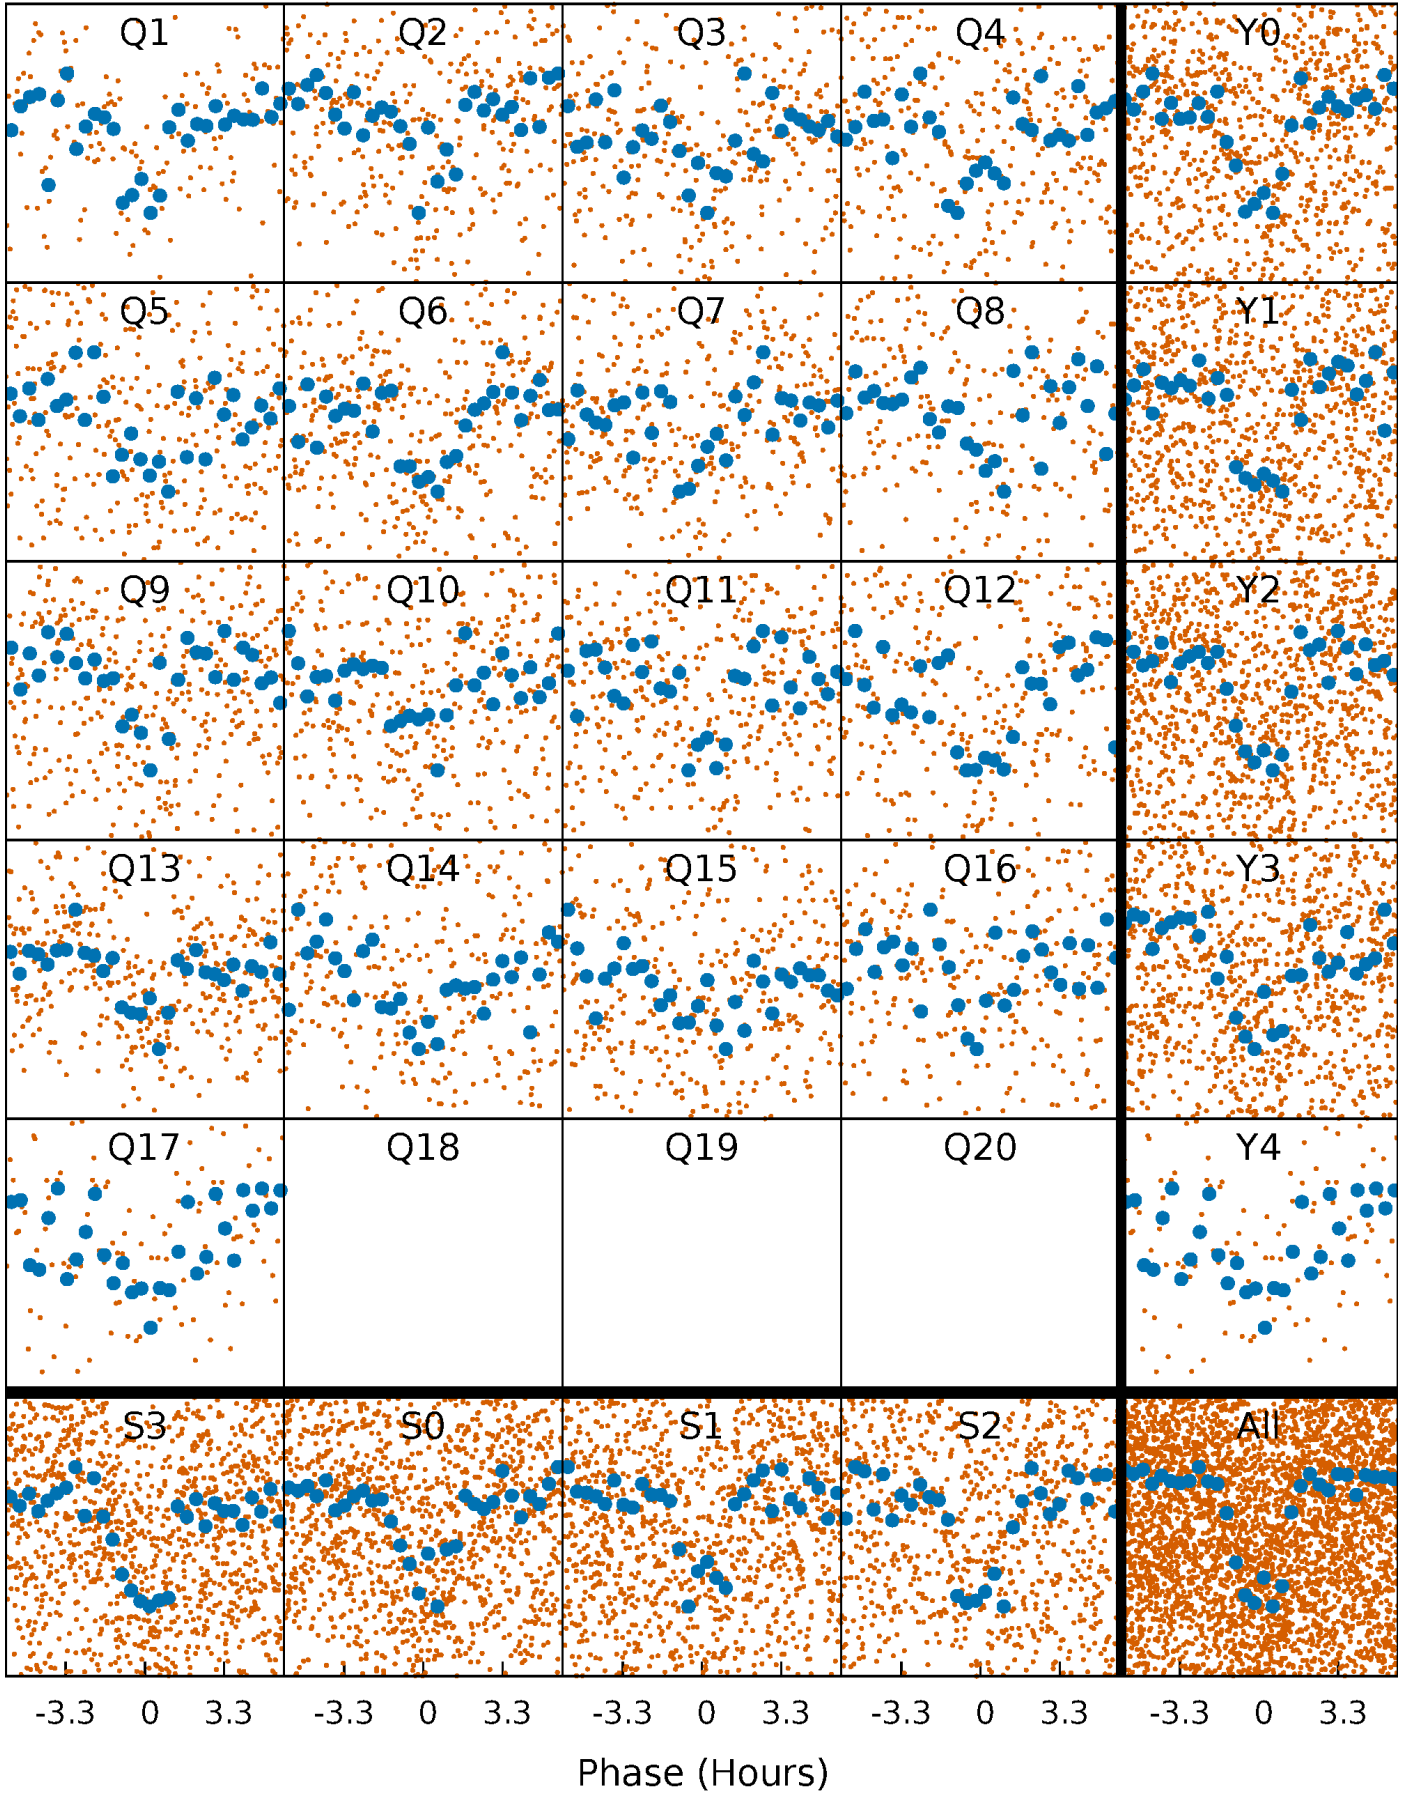 Q1 Q2 Q3 Q4 Y0
Q5 Q6 Q7 Q8 Y1
Q9 Q10 Q11 Q12 Y2
Q13 Q14 Q15 Q16 Y3
Q17 Q18 Q19 Q20 Y4
S3 S0 S1 S2 All
-3.3 0 3.3 -3.3 0 3.3 -3.3 0 3.3 -3.3 0 3.3 -3.3 0 3.3
Phase (Hours)